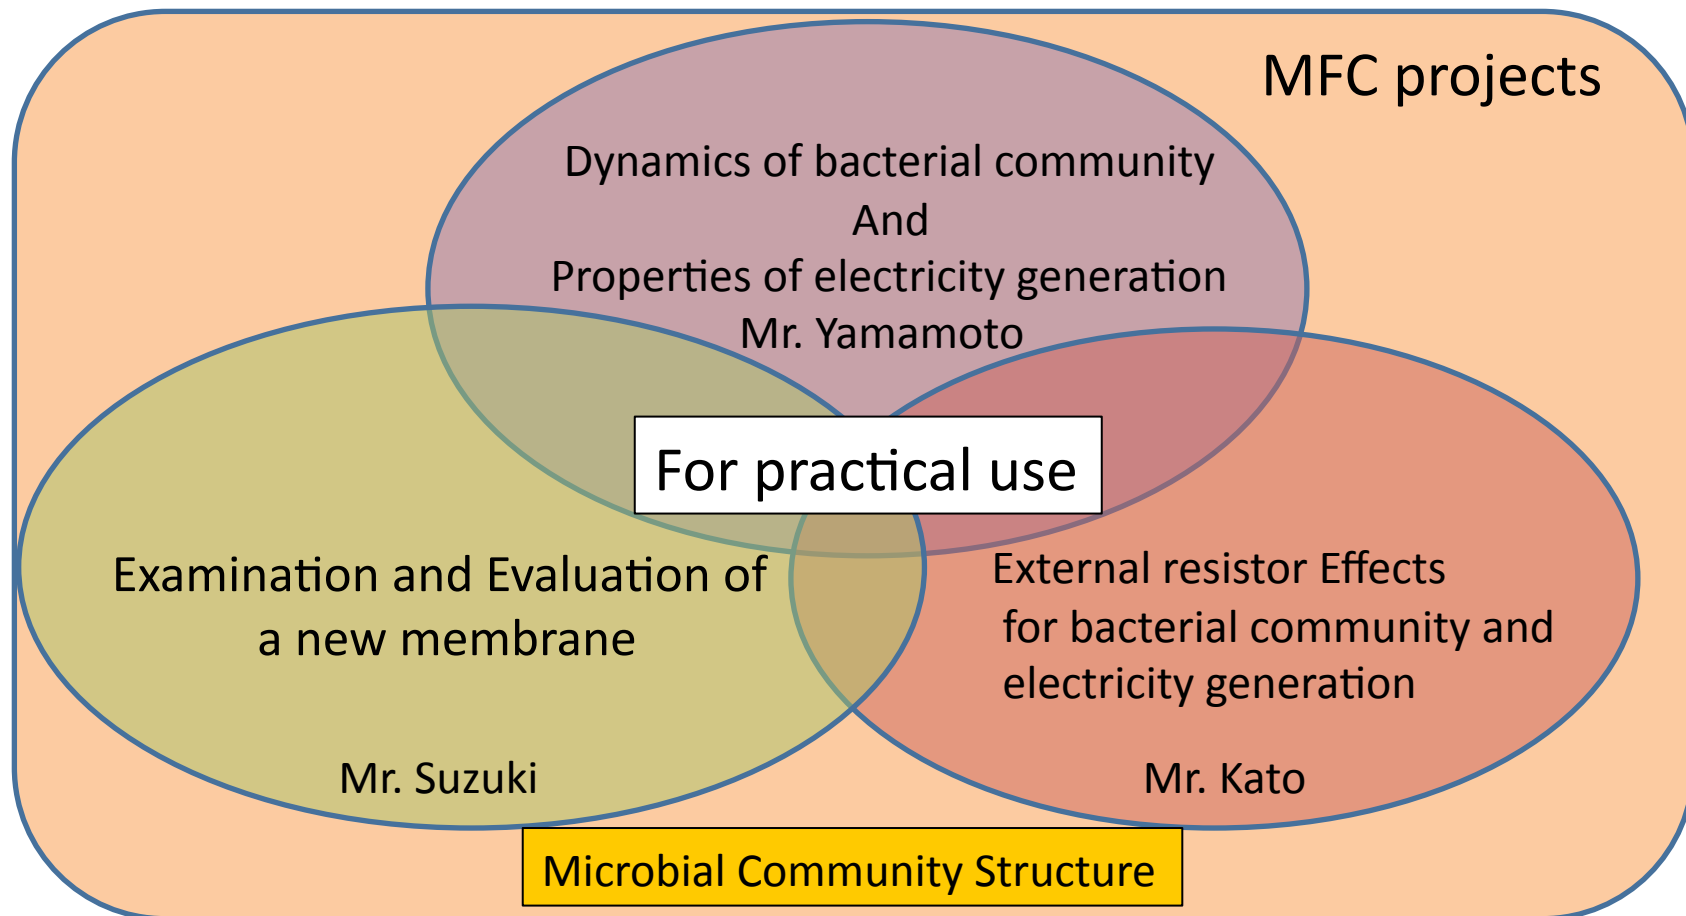 MFC projects
Dynamics of bacterial community
And
Properties of electricity generation
Mr. Yamamoto
For practical use
Examination and Evaluation of
a new membrane
Mr. Suzuki
External resistor Effects
for bacterial community and
electricity generation
Mr. Kato
Microbial Community Structure